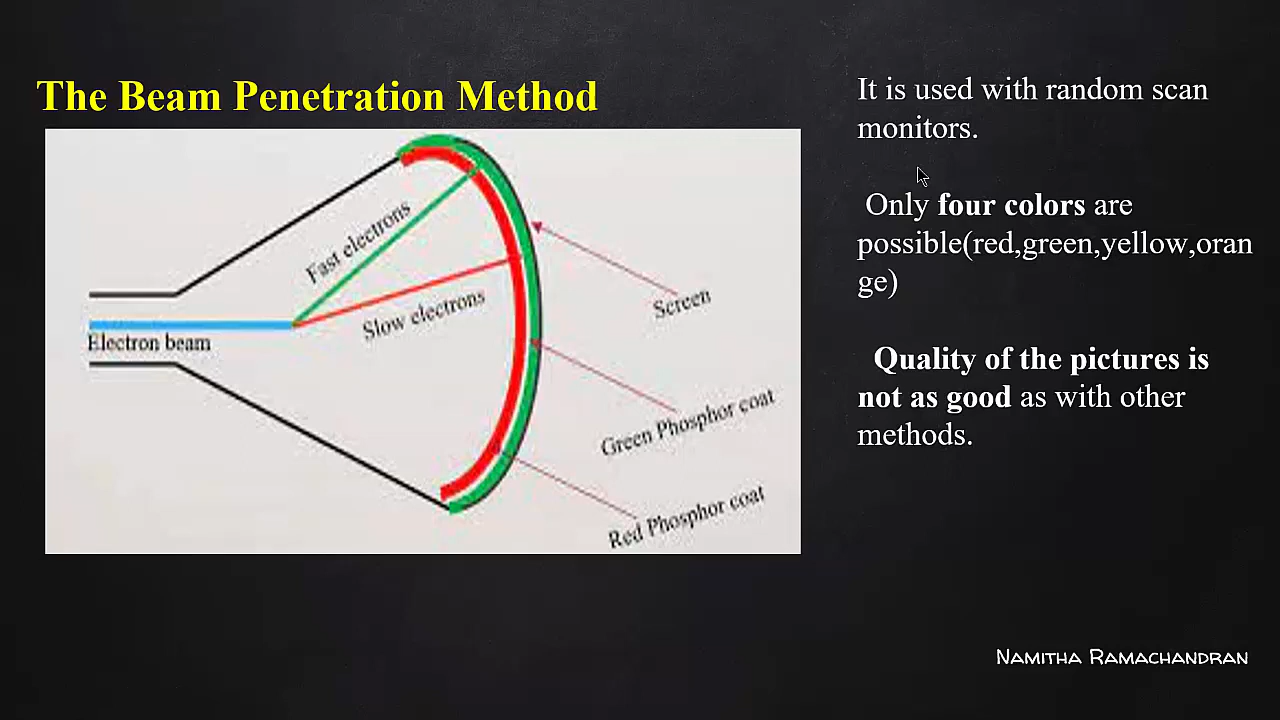 The Beam Penetration Method
Fast electrons
Slow electrons
Electron beam
Screen
Green Phosphor coat
Red Phosphor coat
It is used with random scan
monitors.
Only four colors are
possible(red,green,yellow,oran
ge)
Quality of the pictures is
not as good as with other
methods.
Namitha Ramachandran